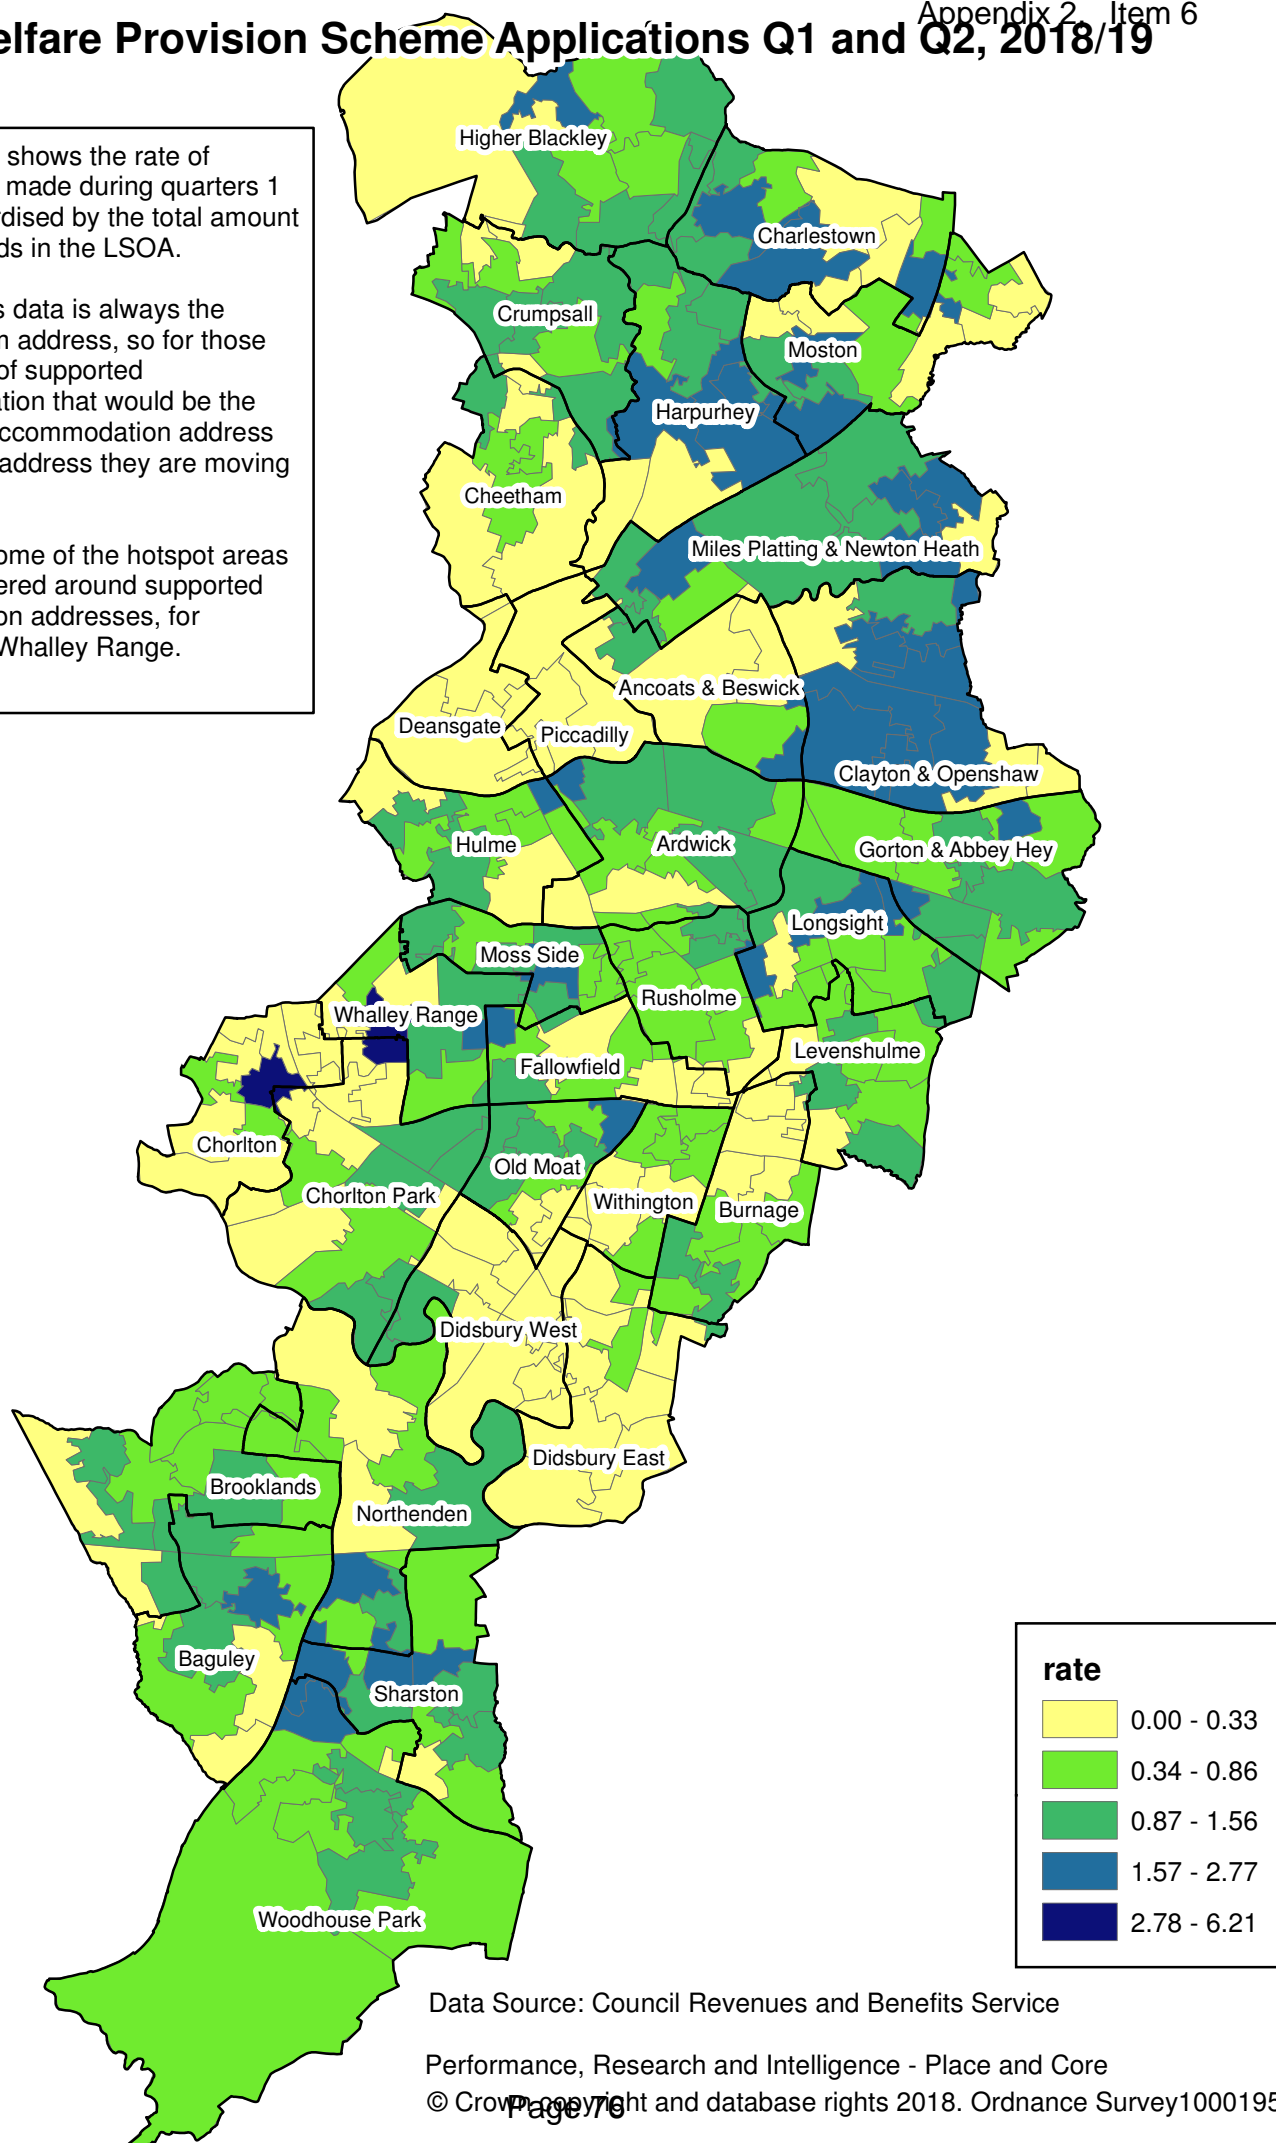 Appendix 2, Item 6
elfare Provision Scheme Applications Q1 and Q2, 2018/19
shows the rate of
made during quarters 1
dised by the total amount
ds in the LSOA.
s data is always the
address, so for those
of supported
ation that would be the
ccommodation address
address they are moving
ome of the hotspot areas
ered around supported
on addresses, for
Whalley Range.
Higher Blackley
Charlestown
Crumpsall
Moston
Harpurhey
Cheetham
Miles Platting & Newton Heath
Ancoats & Beswick
Deansgate
Piccadilly
Clayton & Openshaw
Hulme
Ardwick
Gorton & Abbey Hey
Longsight
Moss Side
Rusholme
Whalley Range
Levenshulme
Fallowfield
Chorlton
Old Moat
Chorlton Park
Withington
Burnage
Didsbury West
Didsbury East
Brooklands
Northenden
Baguley
Sharston
Woodhouse Park
rate
0.00 - 0.33
0.34 - 0.86
0.87 - 1.56
1.57 - 2.77
2.78 - 6.21
Data Source: Council Revenues and Benefits Service
Performance, Research and Intelligence - Place and Core
© Crown copyright and database rights 2018. Ordnance Survey1000195
Page 76